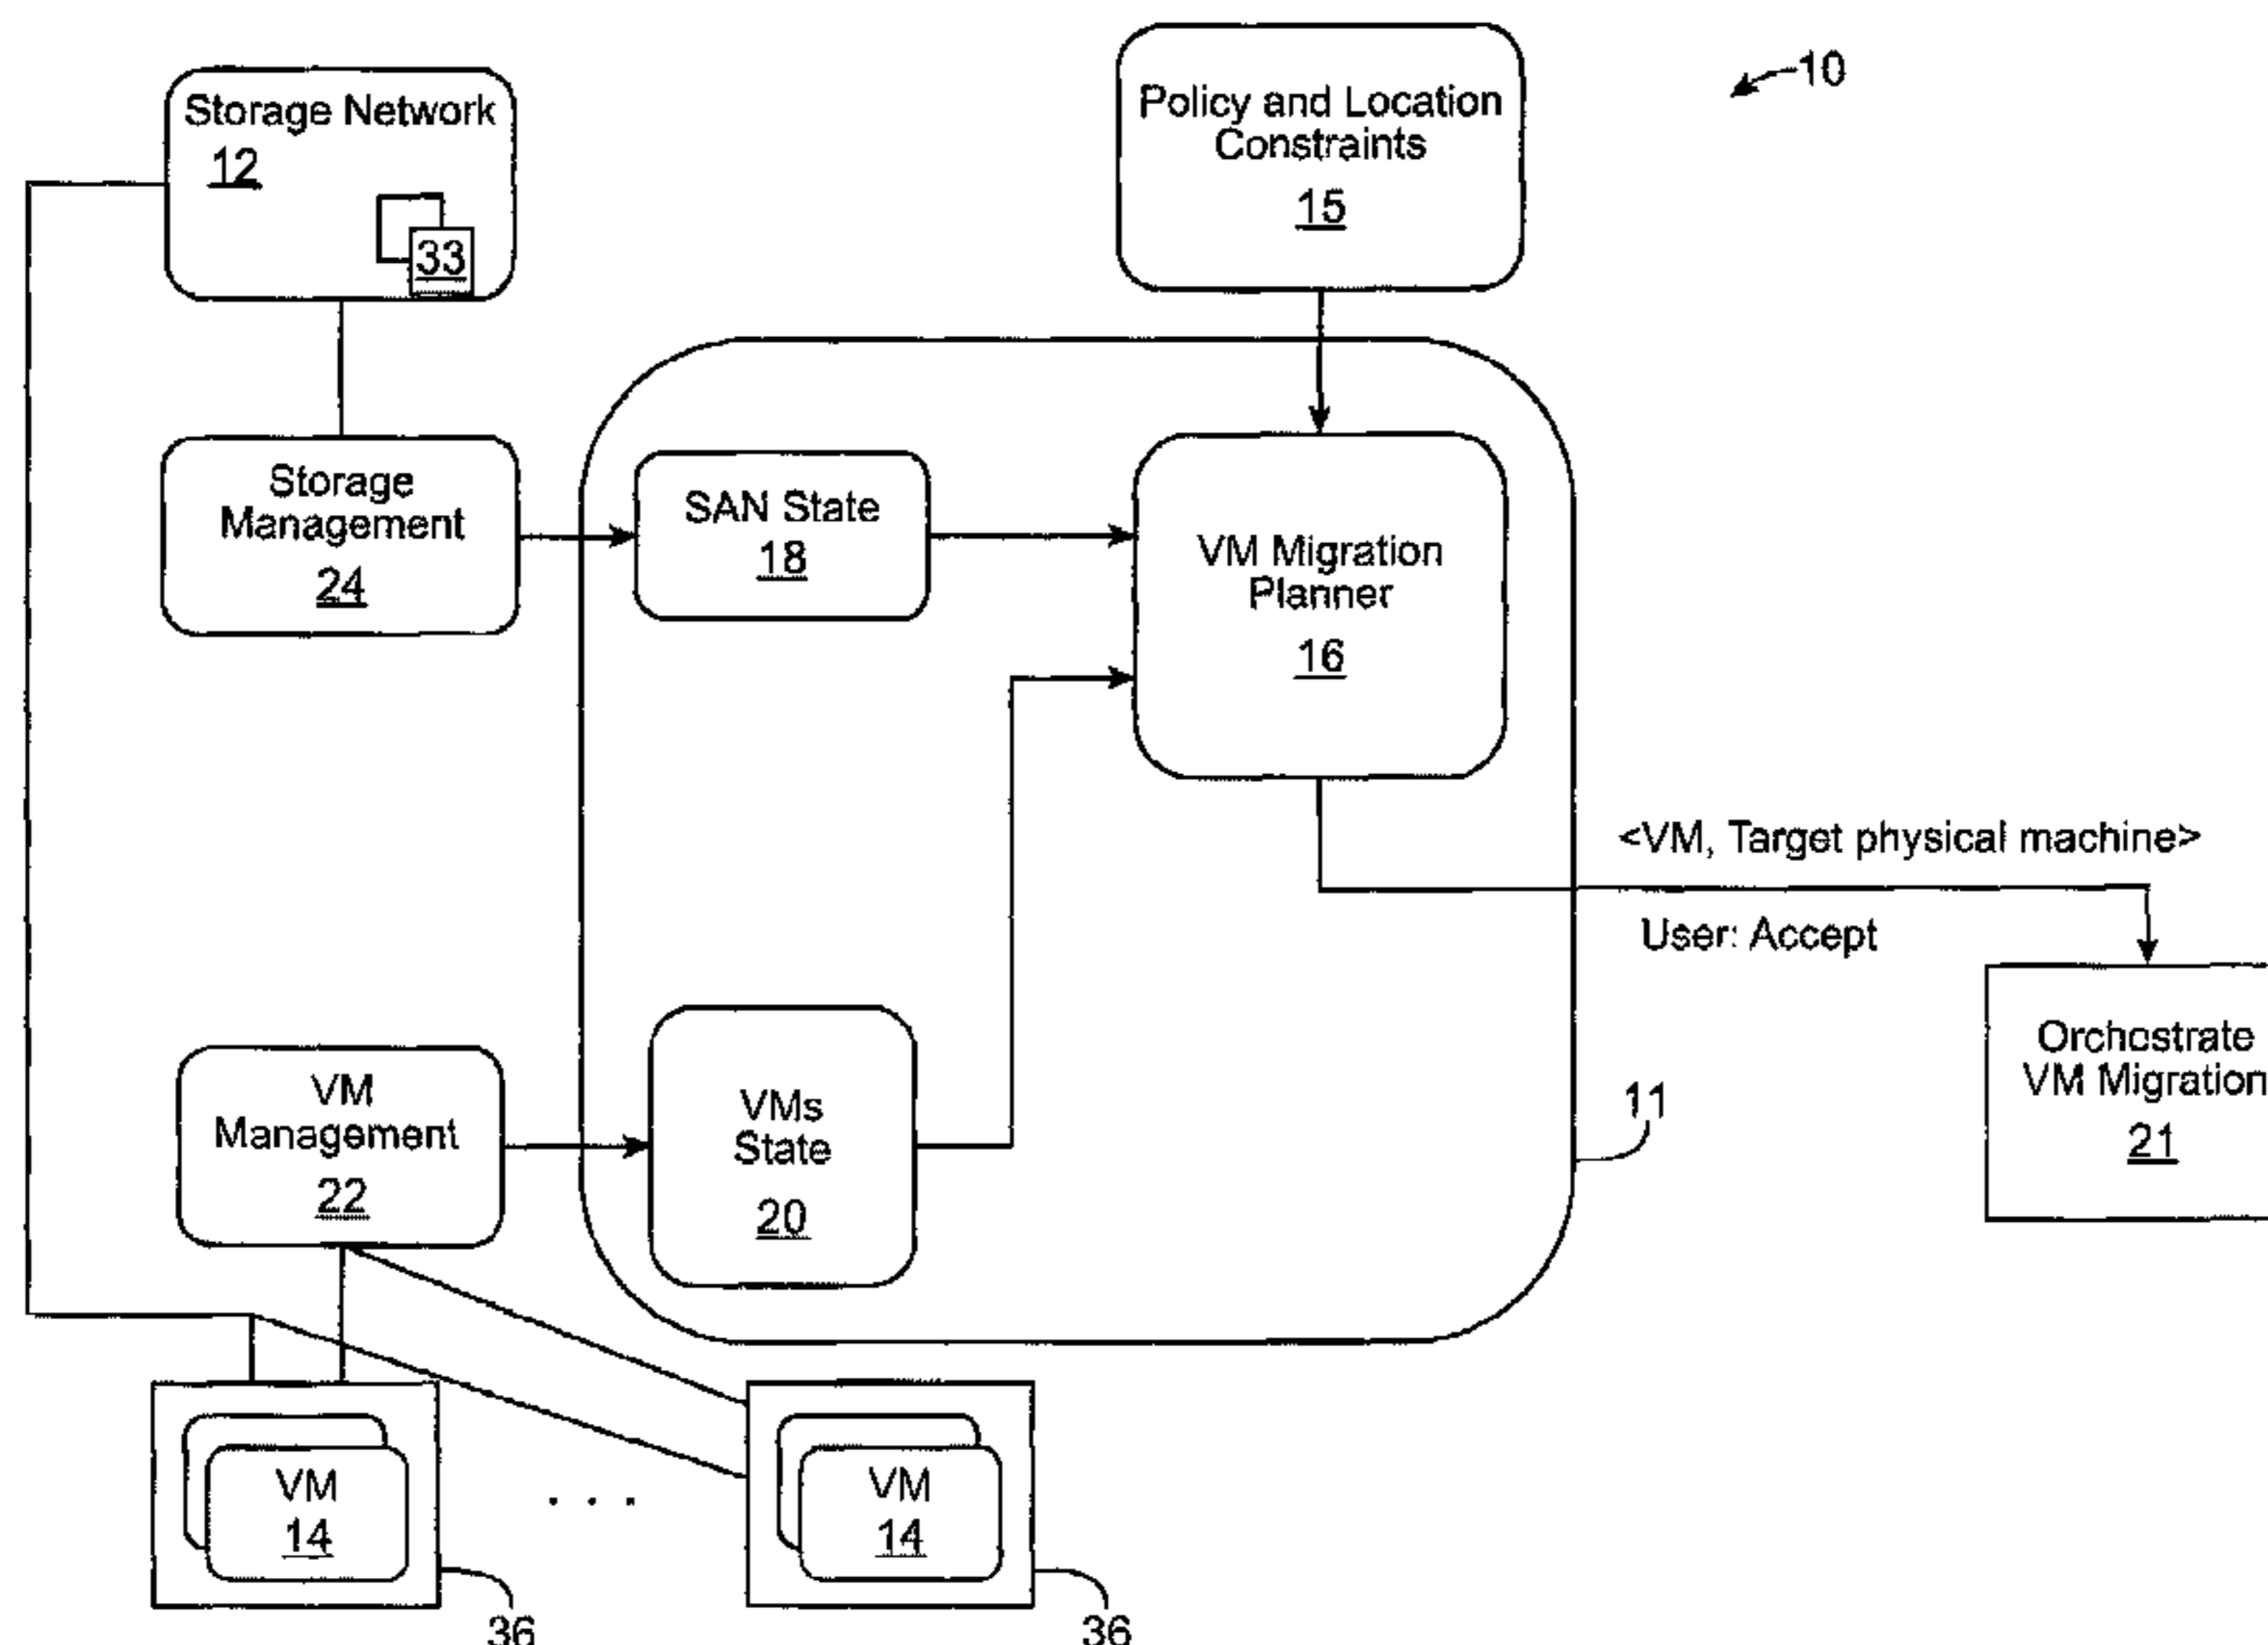 Storage Network
12
33
Policy and Location
Constraints
15
10
Storage
Management
24
SAN State
18
VM Migration
Planner
16
<VM, Target physical machine>
User: Accept
Orchestrate
VM Migration
21
VM
Management
22
VMs
State
20
11
VM
14
. . .
VM
14
36
36